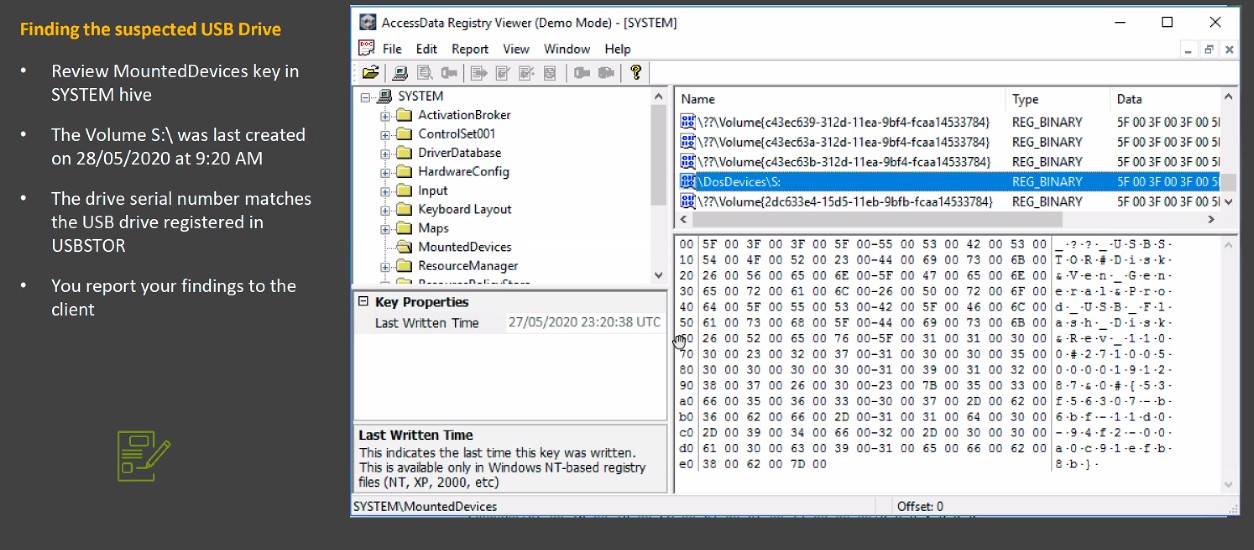 Finding the suspected USB Drive
• Review MountedDevices key in
SYSTEM hive
• The Volume S:\ was last created
on 28/05/2020 at 9:20 AM
• The drive serial number matches
the USB drive registered in
USBSTOR
• You report your findings to the
client
AccessData Registry Viewer (Demo Mode) - [SYSTEM]
File Edit Report View Window Help
SYSTEM
ActivationBroker
ControlSet001
DriverDatabase
HardwareConfig
Input
Keyboard Layout
Maps
MountedDevices
ResourceManager
Key Properties
Last Written Time 27/05/2020 23:20:38 UTC
Last Written Time
This indicates the last time this key was written.
This is available only in Windows NT-based registry
files (NT, XP, 2000, etc)
Name Type Data
\??\Volume{c43ec639-312d-11ea-9bf4-fcaa14533784} REG_BINARY 5F 00 3F 00 3F 00 5
\??\Volume{c43ec63a-312d-11ea-9bf4-fcaa14533784} REG_BINARY 5F 00 3F 00 3F 00 5
\??\Volume{c43ec63b-312d-11ea-9bf4-fcaa14533784} REG_BINARY 5F 00 3F 00 3F 00 5
\DosDevices\S: REG_BINARY 5F 00 3F 00 3F 00 5
\??\Volume{2dc633e4-15d5-11eb-9bfb-fcaa14533784} REG_BINARY 5F 00 3F 00 3F 00 5
00 5F 00 3F 00 3F 00 5F 00-55 00 53 00 42 00 53 00 _·?·?·_·U·S·B·S·
10 54 00 4F 00 52 00 23 00-44 00 69 00 73 00 6B 00 T·O·R·#·D·i·s·k·
20 26 00 56 00 65 00 6E 00-5F 00 47 00 65 00 6E 00 &·V·e·n·_·G·e·n·
30 65 00 72 00 61 00 6C 00-26 00 50 00 72 00 6F 00 e·r·a·l·&·P·r·o·
40 64 00 5F 00 55 00 53 00-42 00 5F 00 46 00 6C 00 d·_·U·S·B·_·F·l·
50 61 00 73 00 68 00 5F 00-44 00 69 00 73 00 6B 00 a·s·h·_·D·i·s·k·
60 26 00 52 00 65 00 76 00-5F 00 31 00 31 00 30 00 &·R·e·v·_·1·1·0·
70 30 00 23 00 32 00 37 00-31 00 30 00 30 00 35 00 0·#·2·7·1·0·0·5·
80 30 00 30 00 30 00 30 00-31 00 39 00 31 00 32 00 0·0·0·0·1·9·1·2·
90 38 00 37 00 26 00 30 00-23 00 7B 00 35 00 33 00 8·7·&·0·#·{·5·3·
a0 66 00 35 00 36 00 33 00-30 00 37 00 2D 00 62 00 f·5·6·3·0·7·-·b·
b0 36 00 62 00 66 00 2D 00-31 00 31 00 64 00 30 00 6·b·f·-·1·1·d·0·
c0 2D 00 39 00 34 00 66 00-32 00 2D 00 30 00 30 00 -·9·4·f·2·-·0·0·
d0 61 00 30 00 63 00 39 00-31 00 65 00 66 00 62 00 a·0·c·9·1·e·f·b·
e0 38 00 62 00 7D 00 8·b·}·
SYSTEM\MountedDevices Offset: 0